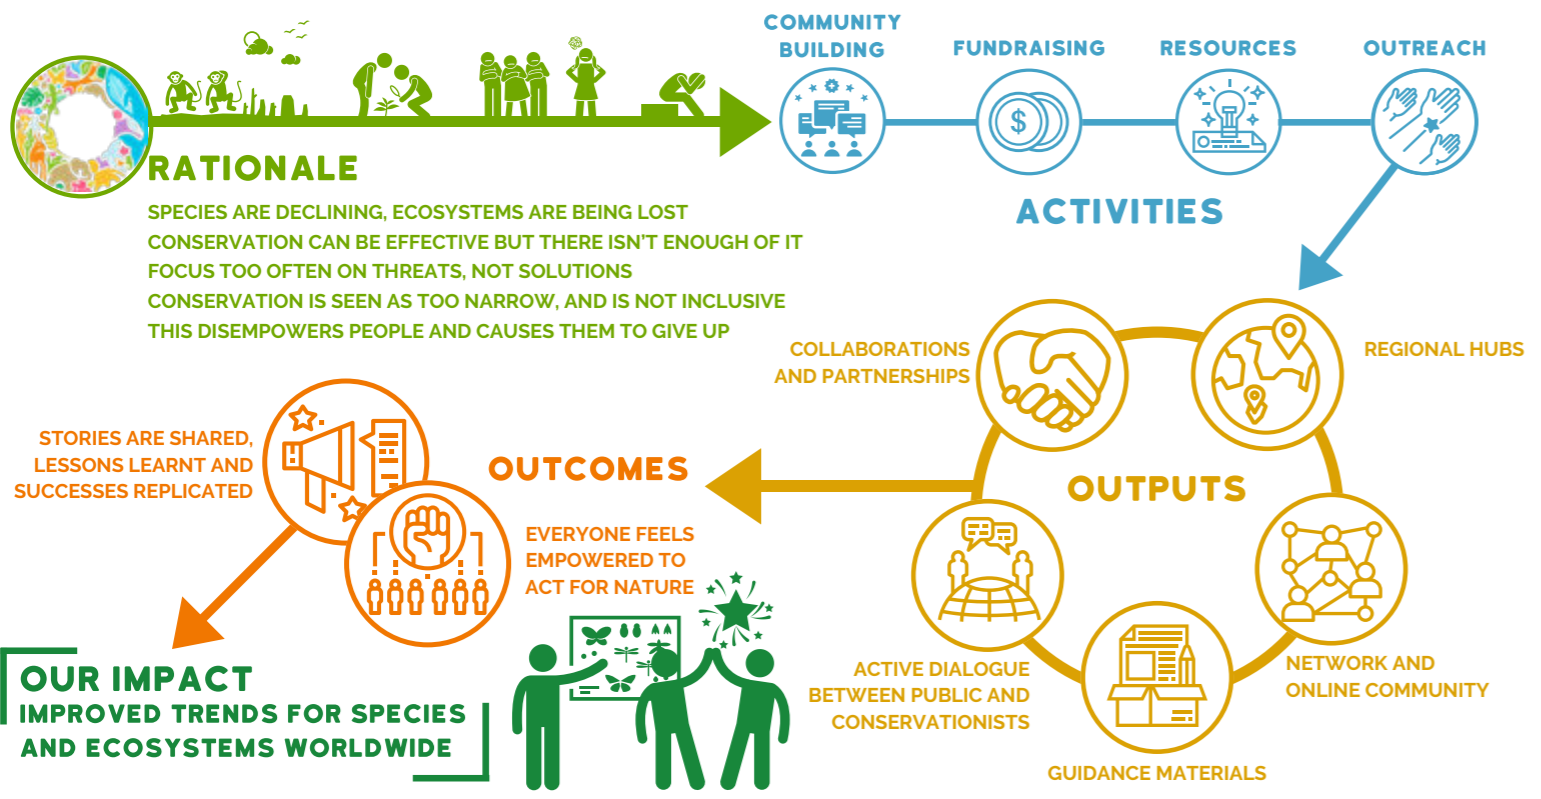 RATIONALE
SPECIES ARE DECLINING, ECOSYSTEMS ARE BEING LOST
CONSERVATION CAN BE EFFECTIVE BUT THERE ISN'T ENOUGH OF IT
FOCUS TOO OFTEN ON THREATS, NOT SOLUTIONS
CONSERVATION IS SEEN AS TOO NARROW, AND IS NOT INCLUSIVE
THIS DISEMPOWERS PEOPLE AND CAUSES THEM TO GIVE UP
COMMUNITY
BUILDING
FUNDRAISING
$
RESOURCES
OUTREACH
ACTIVITIES
COLLABORATIONS
AND PARTNERSHIPS
REGIONAL HUBS
OUTPUTS
NETWORK AND
ONLINE COMMUNITY
GUIDANCE MATERIALS
ACTIVE DIALOGUE
BETWEEN PUBLIC AND
CONSERVATIONISTS
OUTCOMES
STORIES ARE SHARED,
LESSONS LEARNT AND
SUCCESSES REPLICATED
EVERYONE FEELS
EMPOWERED TO
ACT FOR NATURE
OUR IMPACT
IMPROVED TRENDS FOR SPECIES
AND ECOSYSTEMS WORLDWIDE